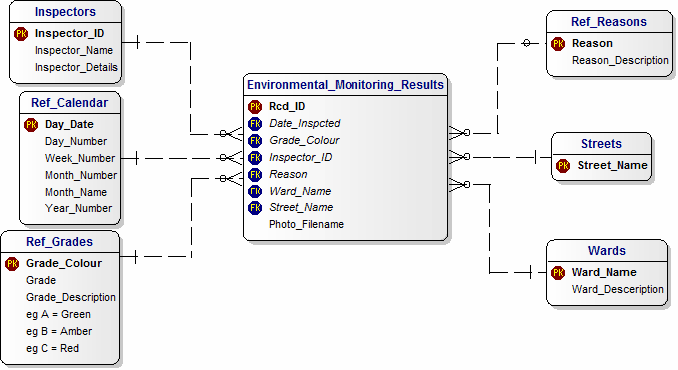 Inspectors
PK Inspector_ID
Inspector_Name
Inspector_Details
Ref_Calendar
PK Day_Date
Day_Number
Week_Number
Month_Number
Month_Name
Year_Number
Ref_Grades
PK Grade_Colour
Grade
Grade_Description
eg A = Green
eg B = Amber
eg C = Red
Environmental_Monitoring_Results
PK Rcd_ID
Fk Date_Inspcted
Fk Grade_Colour
Fk Inspector_ID
Fk Reason
Fk Ward_Name
Fk Street_Name
Photo_Filename
Ref_Reasons
PK Reason
Reason_Description
Streets
PK Street_Name
Wards
PK Ward_Name
Ward_Desceription